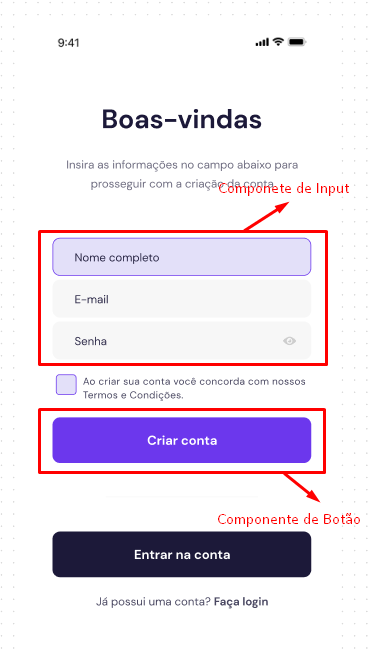 9:41
Boas-vindas
Insira as informações no campo abaixo para
prosseguir com a criação da conta
Componete de Input
Nome completo
E-mail
Senha
Ao criar sua conta você concorda com nossos
Termos e Condições.
Criar conta
Componente de Botão
Entrar na conta
Já possui uma conta? Faça login